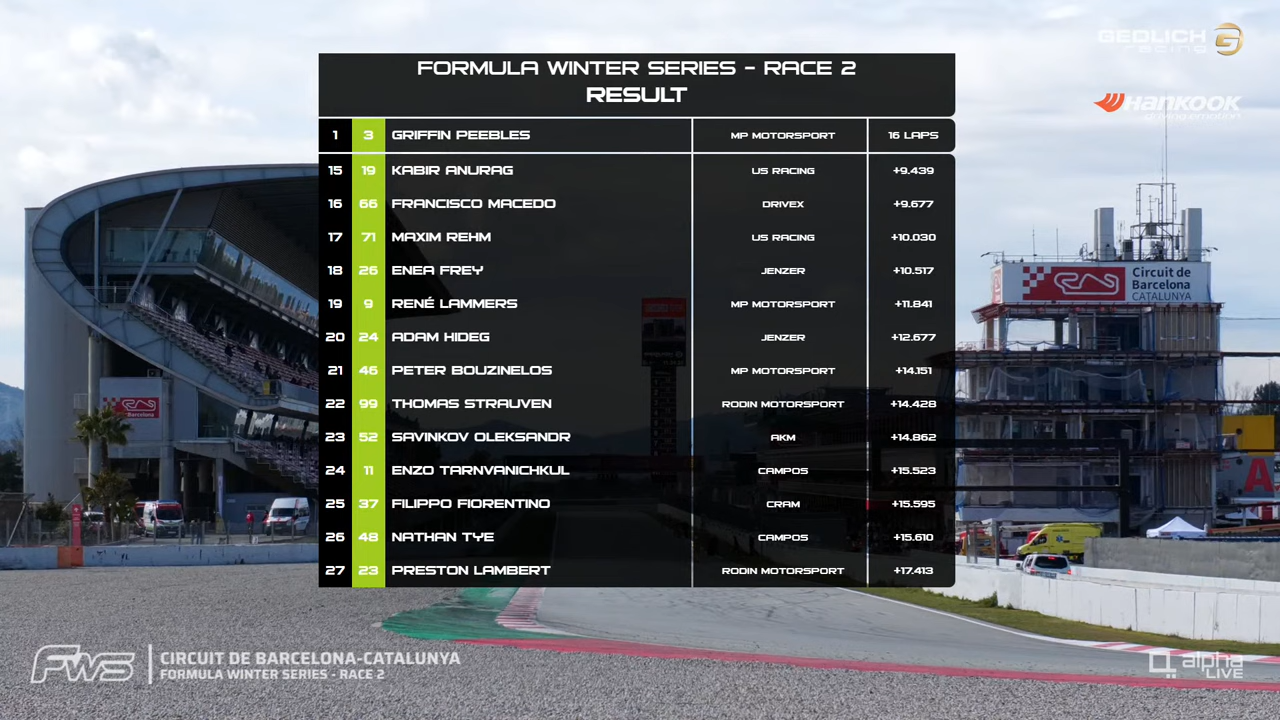 GEDLICH
racing
HANKOOK
driving emotion
FORMULA WINTER SERIES - RACE 2
RESULT
1 3 GRIFFIN PEEBLES MP MOTORSPORT 16 LAPS
15 19 KABIR ANURAG US RACING +9.439
16 66 FRANCISCO MACEDO DRIVEX +9.677
17 71 MAXIM REHM US RACING +10.030
18 26 ENEA FREY JENZER +10.517
19 9 RENÉ LAMMERS MP MOTORSPORT +11.841
20 24 ADAM HIDEG JENZER +12.677
21 46 PETER BOUZINELOS MP MOTORSPORT +14.151
22 99 THOMAS STRAUVEN RODIN MOTORSPORT +14.428
23 52 SAVINKOV OLEKSANDR AKM +14.862
24 11 ENZO TARNVANICHKUL CAMPOS +15.523
25 37 FILIPPO FIORENTINO CRAM +15.595
26 48 NATHAN TYE CAMPOS +15.610
27 23 PRESTON LAMBERT RODIN MOTORSPORT +17.413
Circuit de
Barcelona
CATALUNYA
Barcelona
A
FWS
CIRCUIT DE BARCELONA-CATALUNYA
FORMULA WINTER SERIES - RACE 2
alpha
LIVE